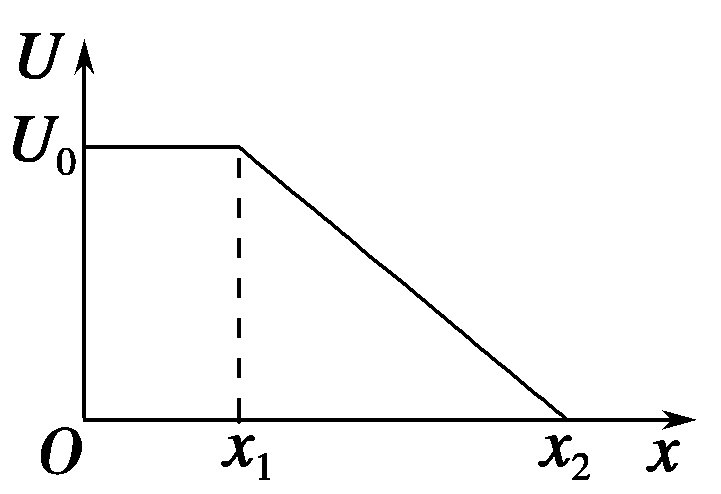 U
U₀
O
x₁
x₂
x